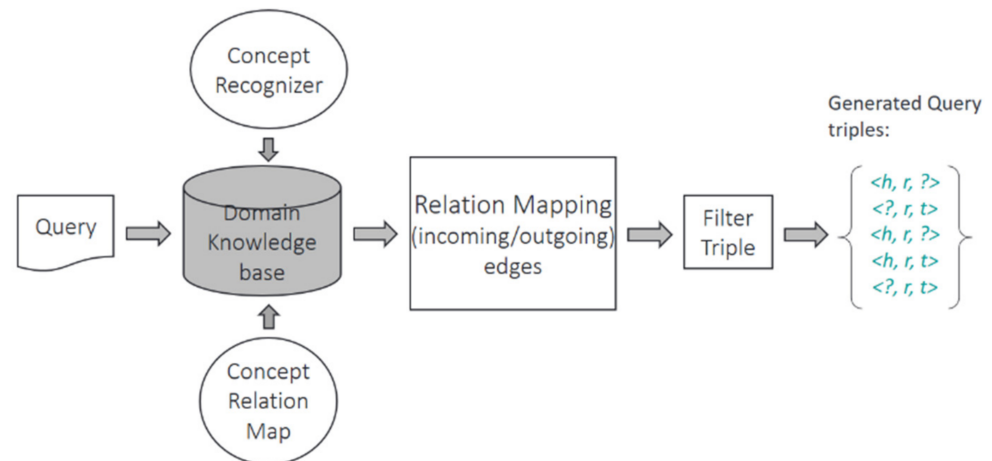 Concept
Recognizer
Query
Domain
Knowledge
base
Concept
Relation
Map
Relation Mapping
(incoming/outgoing)
edges
Filter
Triple
Generated Query
triples:
<h, r, ?>
<?, r, t>
<h, r, ?>
<h, r, t>
<?, r, t>